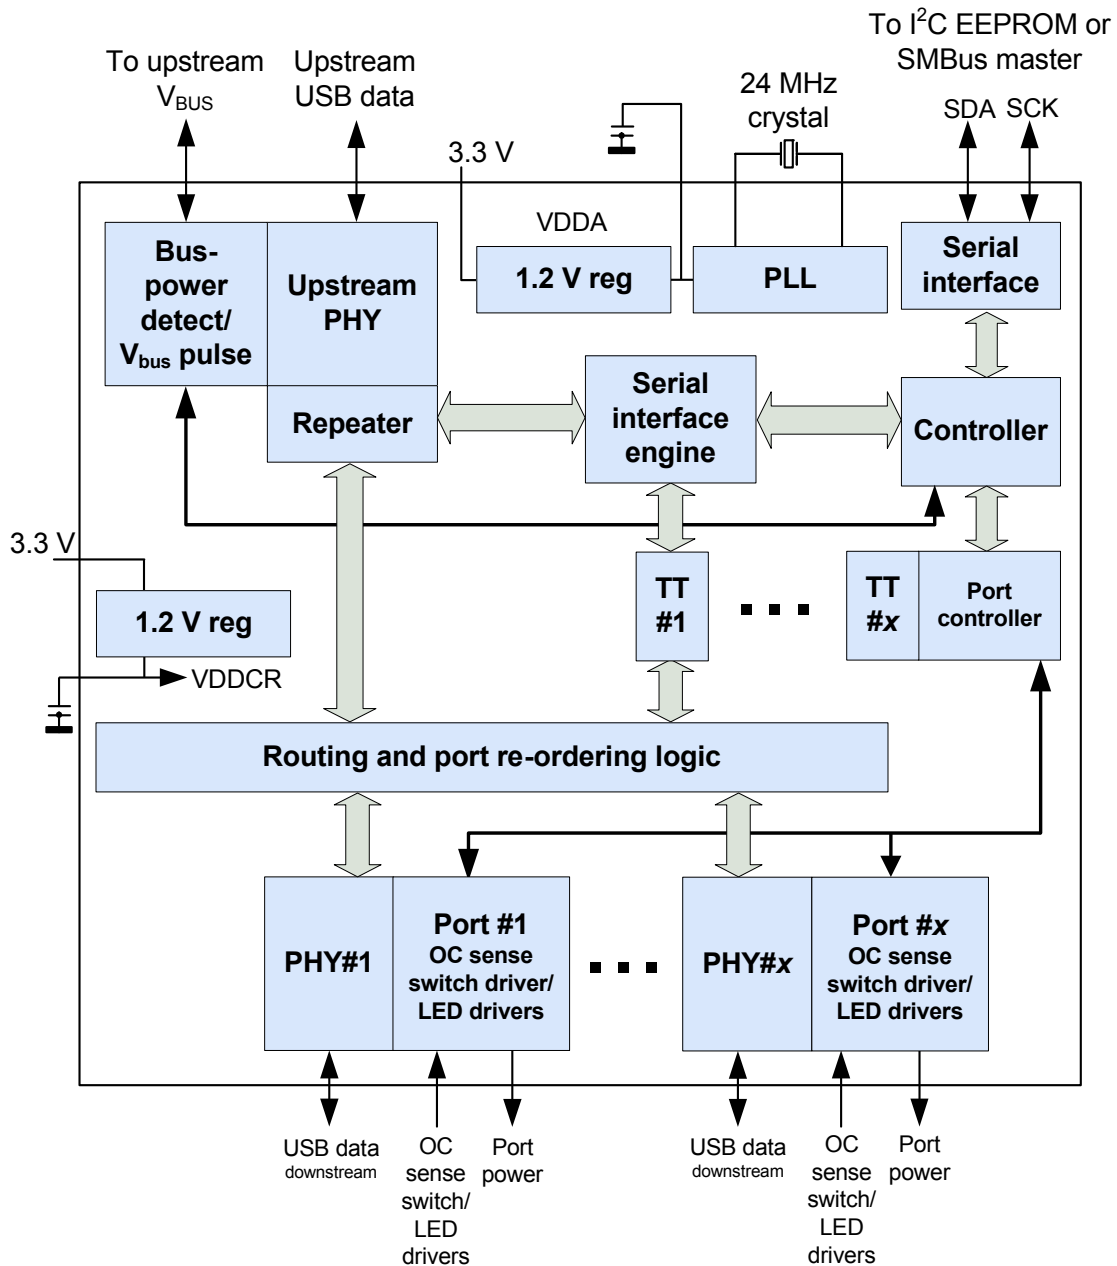 To I²C EEPROM or
SMBus master
To upstream
V_BUS
Upstream
USB data
24 MHz
crystal
SDA
SCK
3.3 V
VDDA
Bus-
power
detect/
V_bus pulse
Upstream
PHY
1.2 V reg
PLL
Serial
interface
Repeater
Serial
interface
engine
Controller
3.3 V
1.2 V reg
VDDCR
TT
#1
TT
#x
Port
controller
Routing and port re-ordering logic
PHY#1
Port #1
OC sense
switch driver/
LED drivers
PHY#x
Port #x
OC sense
switch driver/
LED drivers
USB data
downstream
OC
sense
switch/
LED
drivers
Port
power
USB data
downstream
OC
sense
switch/
LED
drivers
Port
power